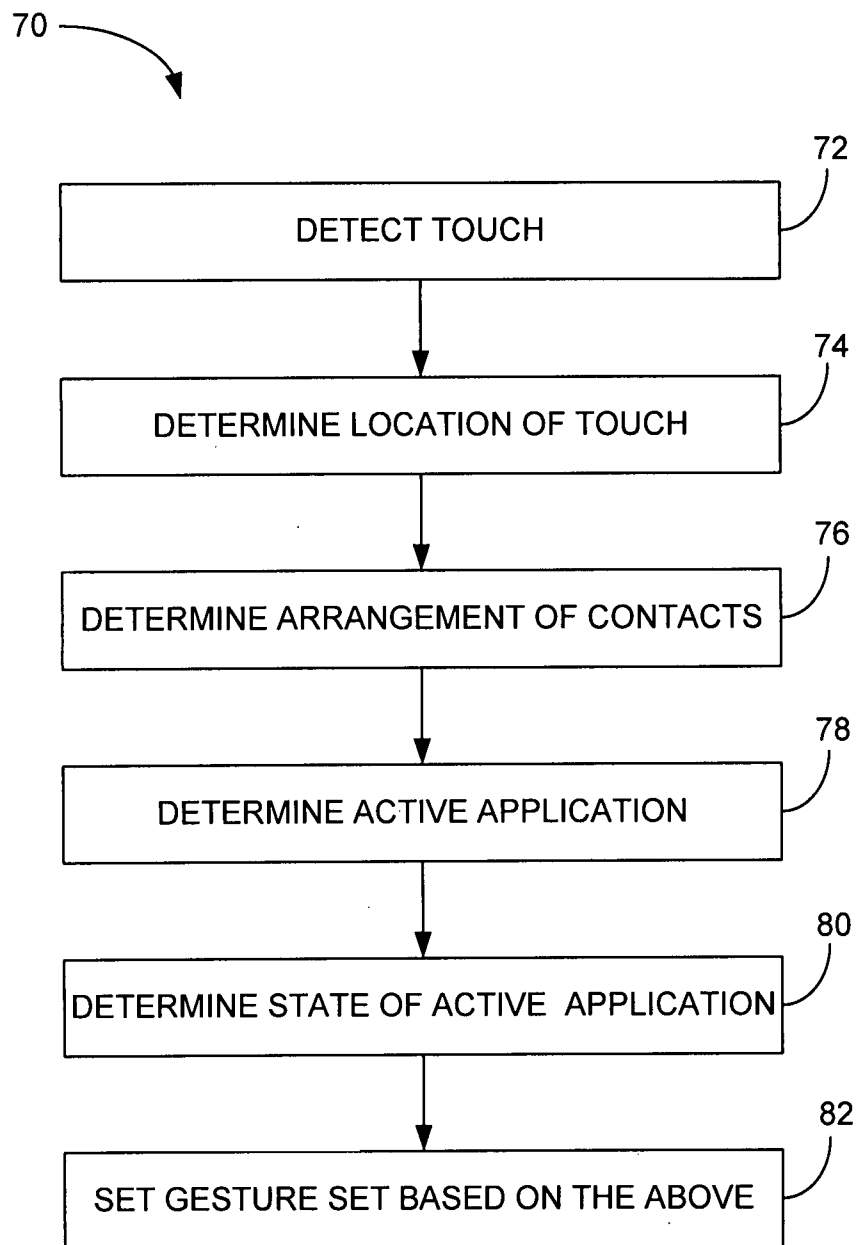 70
72
DETECT TOUCH
74
DETERMINE LOCATION OF TOUCH
76
DETERMINE ARRANGEMENT OF CONTACTS
78
DETERMINE ACTIVE APPLICATION
80
DETERMINE STATE OF ACTIVE APPLICATION
82
SET GESTURE SET BASED ON THE ABOVE